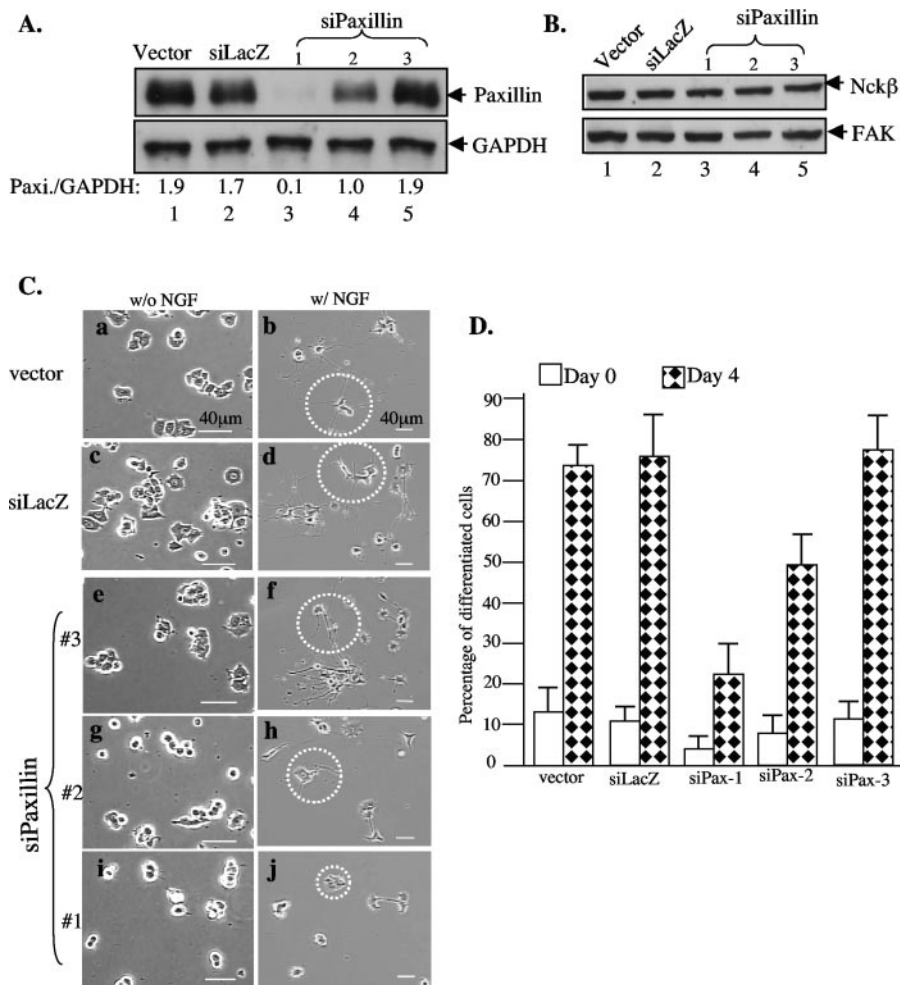 A.
siPaxillin
Vector siLacZ 1 2 3
Paxillin
GAPDH
Paxi./GAPDH: 1.9 1.7 0.1 1.0 1.9
1 2 3 4 5
B.
siPaxillin
Vector siLacZ 1 2 3
Nckβ
FAK
1 2 3 4 5
C.
w/o NGF w/ NGF
vector a 40μm b 40μm
siLacZ c d
siPaxillin
#3 e f
#2 g h
#1 i j
D.
Day 0 Day 4
Percentage of differentiated cells
90
80
70
60
50
40
30
20
10
0
vector siLacZ siPax-1 siPax-2 siPax-3